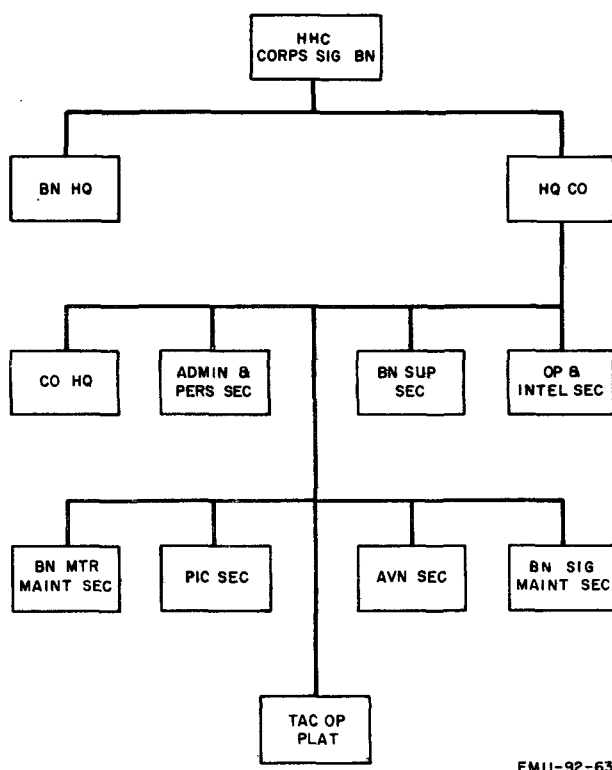 HHC
CORPS SIG BN
BN HQ
HQ CO
CO HQ
ADMIN &
PERS SEC
BN SUP
SEC
OP &
INTEL SEC
BN MTR
MAINT SEC
PIC SEC
AVN SEC
BN SIG
MAINT SEC
TAC OP
PLAT
FM11-92-63